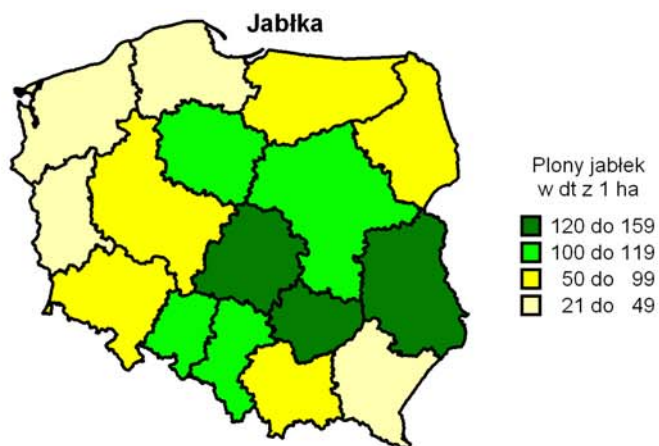 Jabłka
Plony jabłek
w dt z 1 ha
120 do 159
100 do 119
50 do 99
21 do 49